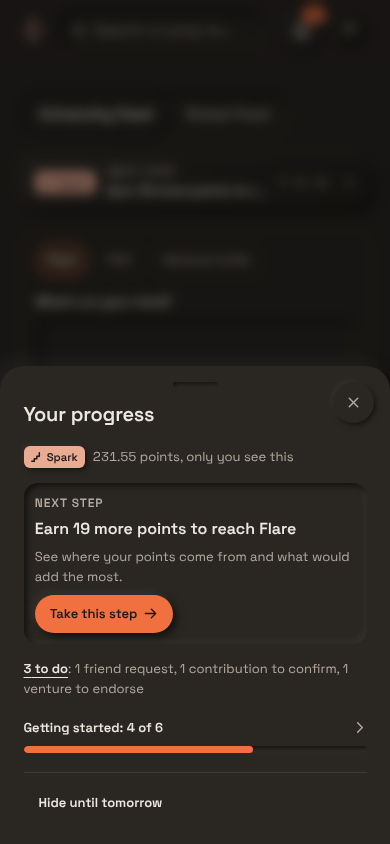 Your progress
Spark 231.55 points, only you see this
NEXT STEP
Earn 19 more points to reach Flare
See where your points come from and what would
add the most.
Take this step →
3 to do: 1 friend request, 1 contribution to confirm, 1
venture to endorse
Getting started: 4 of 6
Hide until tomorrow